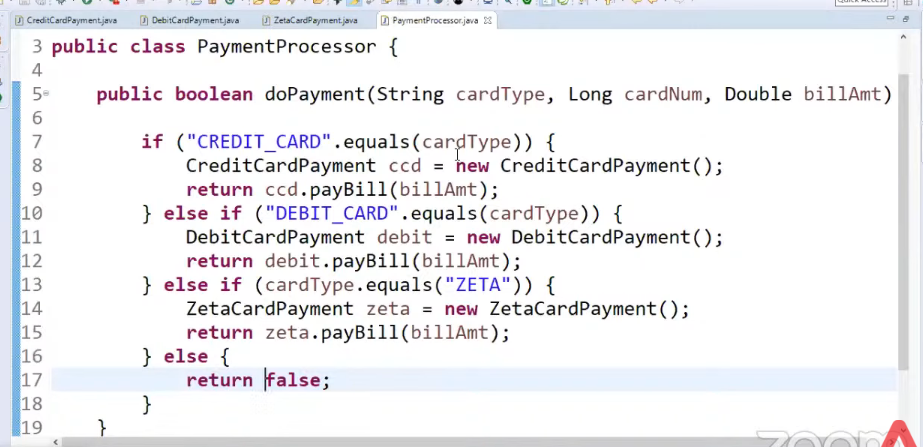 Quick Access
CreditCardPayment.java DebitCardPayment.java ZetaCardPayment.java PaymentProcessor.java
3 public class PaymentProcessor {
4
5 public boolean doPayment(String cardType, Long cardNum, Double billAmt)
6
7 if ("CREDIT_CARD".equals(cardType)) {
8 CreditCardPayment ccd = new CreditCardPayment();
9 return ccd.payBill(billAmt);
10 } else if ("DEBIT_CARD".equals(cardType)) {
11 DebitCardPayment debit = new DebitCardPayment();
12 return debit.payBill(billAmt);
13 } else if (cardType.equals("ZETA")) {
14 ZetaCardPayment zeta = new ZetaCardPayment();
15 return zeta.payBill(billAmt);
16 } else {
17 return false;
18 }
19 }
zoom